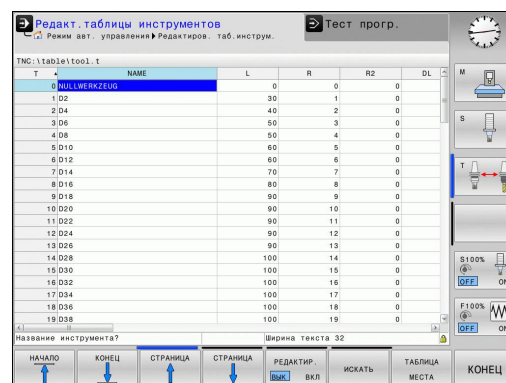 Редакт.таблицы инструментов
Тест прогр.
Режим авт. управления Редактиров. таб.инструм.
TNC:\table\tool.t
T NAME L R R2 DL
0 NULLWERKZEUG 0 0 0
1 D2 30 1 0
2 D4 40 2 0
3 D6 50 3 0
4 D8 50 4 0
5 D10 60 5 0
6 D12 60 6 0
7 D14 70 7 0
8 D16 80 8 0
9 D18 90 9 0
10 D20 90 10 0
11 D22 90 11 0
12 D24 90 12 0
13 D26 90 13 0
14 D28 100 14 0
15 D30 100 15 0
16 D32 100 16 0
17 D34 100 17 0
18 D36 100 18 0
19 D38 100 19 0
Название инструмента? Ширина текста 32
M
S
T
S100%
OFF ON
F100%
OFF ON
НАЧАЛО
КОНЕЦ
СТРАНИЦА
СТРАНИЦА
РЕДАКТИР.
ВЫК ВКЛ
ИСКАТЬ
ТАБЛИЦА
МЕСТА
КОНЕЦ